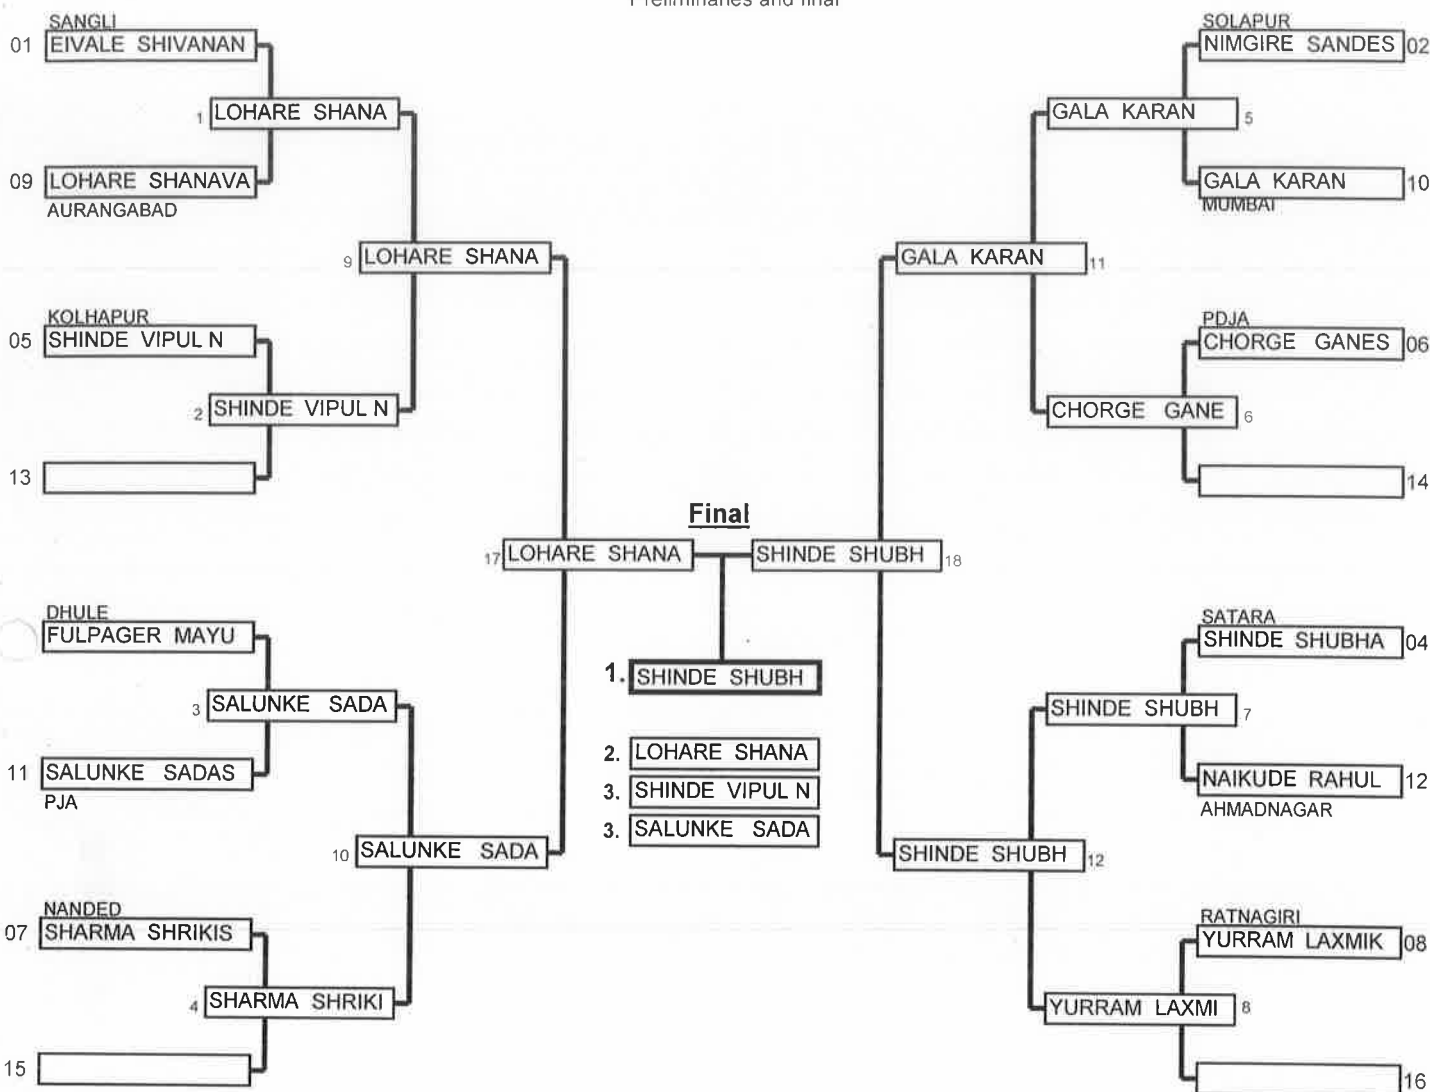 Preliminaries and final
SANGLI
01 EIVALE SHIVANAN
1 LOHARE SHANA
09 LOHARE SHANAVA
AURANGABAD
9 LOHARE SHANA
KOLHAPUR
05 SHINDE VIPUL N
2 SHINDE VIPUL N
13
17 LOHARE SHANA
DHULE
FULPAGER MAYU
3 SALUNKE SADA
11 SALUNKE SADAS
PJA
10 SALUNKE SADA
NANDED
07 SHARMA SHRIKIS
4 SHARMA SHRIKI
15
Final
1. SHINDE SHUBH
2. LOHARE SHANA
3. SHINDE VIPUL N
3. SALUNKE SADA
SOLAPUR
NIMGIRE SANDES 02
GALA KARAN 5
GALA KARAN 10
MUMBAI
GALA KARAN 11
PDJA
CHORGE GANES 06
CHORGE GANE 6
14
SHINDE SHUBH 18
SATARA
SHINDE SHUBHA 04
SHINDE SHUBH 7
NAIKUDE RAHUL 12
AHMADNAGAR
SHINDE SHUBH 12
RATNAGIRI
YURRAM LAXMIK 08
YURRAM LAXMI 8
16